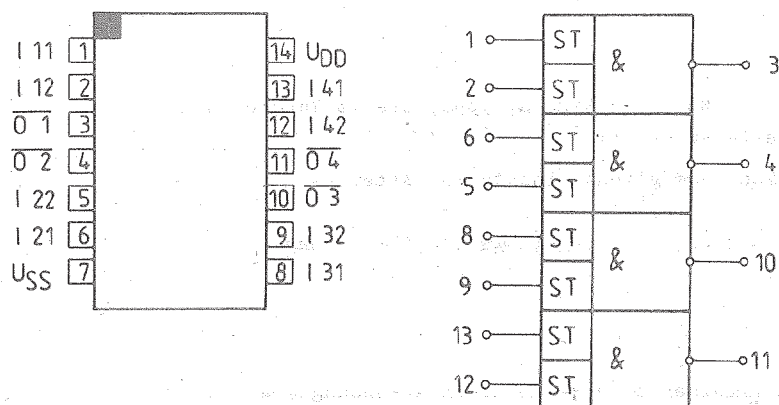 I 11 1 14 U_DD
I 12 2 13 I 41
O̅ 1̅ 3 12 I 42
O̅ 2̅ 4 11 O̅ 4̅
I 22 5 10 O̅ 3̅
I 21 6 9 I 32
U_SS 7 8 I 31
1 ST & 3
2 ST
6 ST & 4
5 ST
8 ST & 10
9 ST
13 ST & 11
12 ST